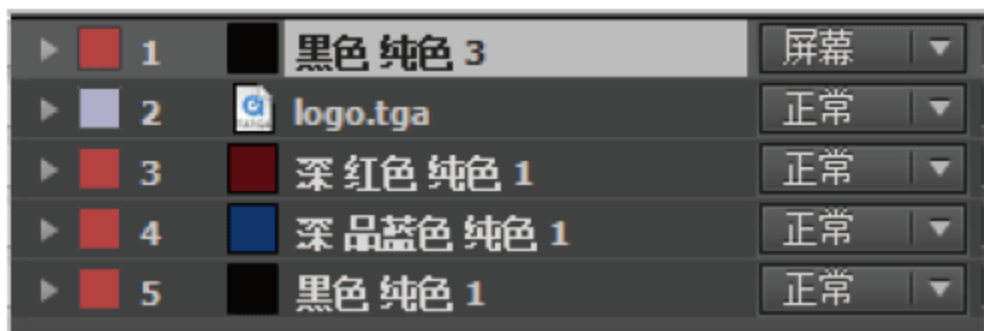 1 黑色 纯色 3 屏幕
2 logo.tga 正常
3 深 红色 纯色 1 正常
4 深 品蓝色 纯色 1 正常
5 黑色 纯色 1 正常